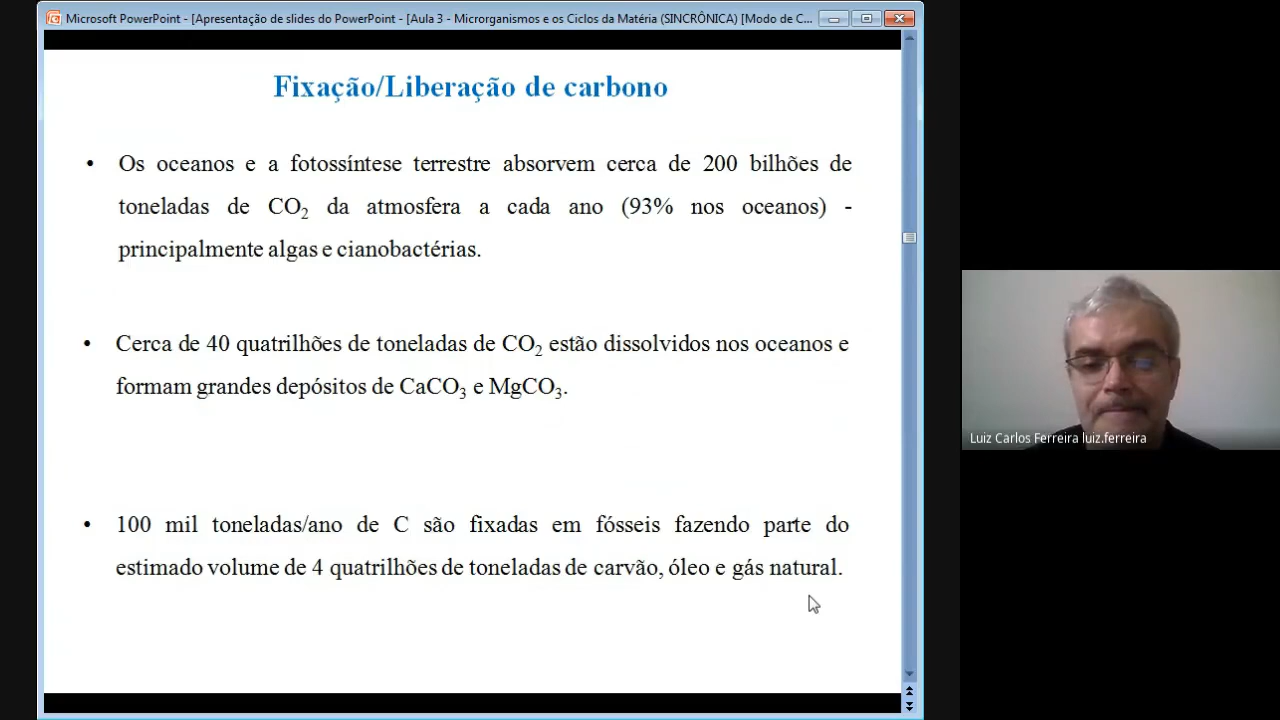 Microsoft PowerPoint - [Apresentação de slides do PowerPoint - [Aula 3 - Microrganismos e os Ciclos da Matéria (SINCRÔNICA) [Modo de C...
Fixação/Liberação de carbono
• Os oceanos e a fotossíntese terrestre absorvem cerca de 200 bilhões de
toneladas de CO₂ da atmosfera a cada ano (93% nos oceanos) -
principalmente algas e cianobactérias.
• Cerca de 40 quatrilhões de toneladas de CO₂ estão dissolvidos nos oceanos e
formam grandes depósitos de CaCO₃ e MgCO₃.
• 100 mil toneladas/ano de C são fixadas em fósseis fazendo parte do
estimado volume de 4 quatrilhões de toneladas de carvão, óleo e gás natural.
Luiz Carlos Ferreira luiz.ferreira